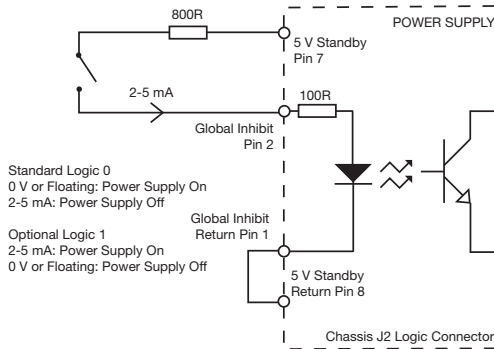 800R
POWER SUPPLY
5 V Standby
Pin 7
2-5 mA
100R
Global Inhibit
Pin 2
Standard Logic 0
0 V or Floating: Power Supply On
2-5 mA: Power Supply Off
Optional Logic 1
2-5 mA: Power Supply On
0 V or Floating: Power Supply Off
Global Inhibit
Return Pin 1
5 V Standby
Return Pin 8
Chassis J2 Logic Connector